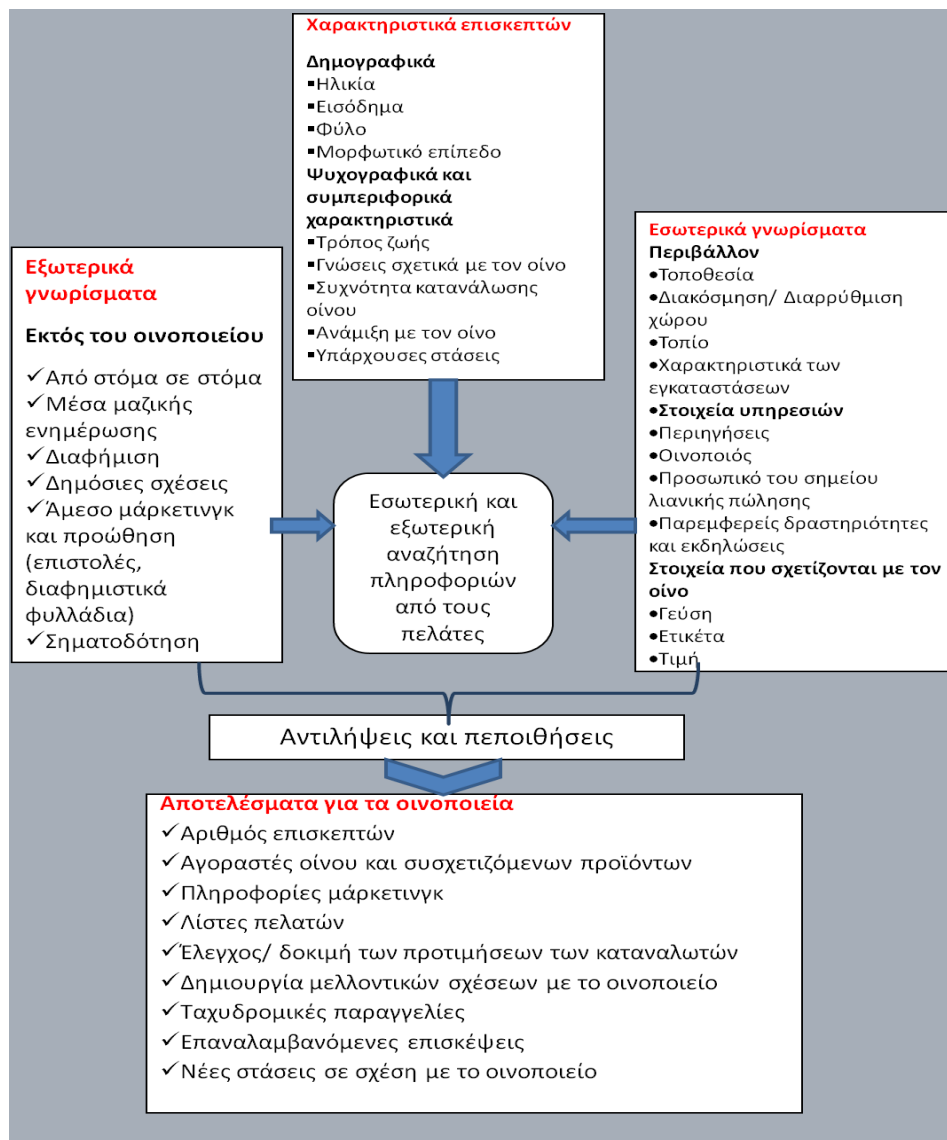 Χαρακτηριστικά επισκεπτών
Δημογραφικά
▪Ηλικία
▪Εισόδημα
▪Φύλο
▪Μορφωτικό επίπεδο
Ψυχογραφικά και
συμπεριφορικά
χαρακτηριστικά
▪Τρόπος ζωής
▪Γνώσεις σχετικά με τον οίνο
▪Συχνότητα κατανάλωσης
οίνου
▪Ανάμιξη με τον οίνο
▪Υπάρχουσες στάσεις
Εξωτερικά
γνωρίσματα
Εκτός του οινοποιείου
✓Από στόμα σε στόμα
✓Μέσα μαζικής
ενημέρωσης
✓Διαφήμιση
✓Δημόσιες σχέσεις
✓Άμεσο μάρκετινγκ
και προώθηση
(επιστολές,
διαφημιστικά
φυλλάδια)
✓Σηματοδότηση
Εσωτερική και
εξωτερική
αναζήτηση
πληροφοριών
από τους
πελάτες
Εσωτερικά γνωρίσματα
Περιβάλλον
●Τοποθεσία
●Διακόσμηση/ Διαρρύθμιση
χώρου
●Τοπίο
●Χαρακτηριστικά των
εγκαταστάσεων
●Στοιχεία υπηρεσιών
●Περιηγήσεις
●Οινοποιός
●Προσωπικό του σημείου
λιανικής πώλησης
●Παρεμφερείς δραστηριότητες
και εκδηλώσεις
Στοιχεία που σχετίζονται με τον
οίνο
●Γεύση
●Ετικέτα
●Τιμή
Αντιλήψεις και πεποιθήσεις
Αποτελέσματα για τα οινοποιεία
✓Αριθμός επισκεπτών
✓Αγοραστές οίνου και συσχετιζόμενων προϊόντων
✓Πληροφορίες μάρκετινγκ
✓Λίστες πελατών
✓Έλεγχος/ δοκιμή των προτιμήσεων των καταναλωτών
✓Δημιουργία μελλοντικών σχέσεων με το οινοποιείο
✓Ταχυδρομικές παραγγελίες
✓Επαναλαμβανόμενες επισκέψεις
✓Νέες στάσεις σε σχέση με το οινοποιείο